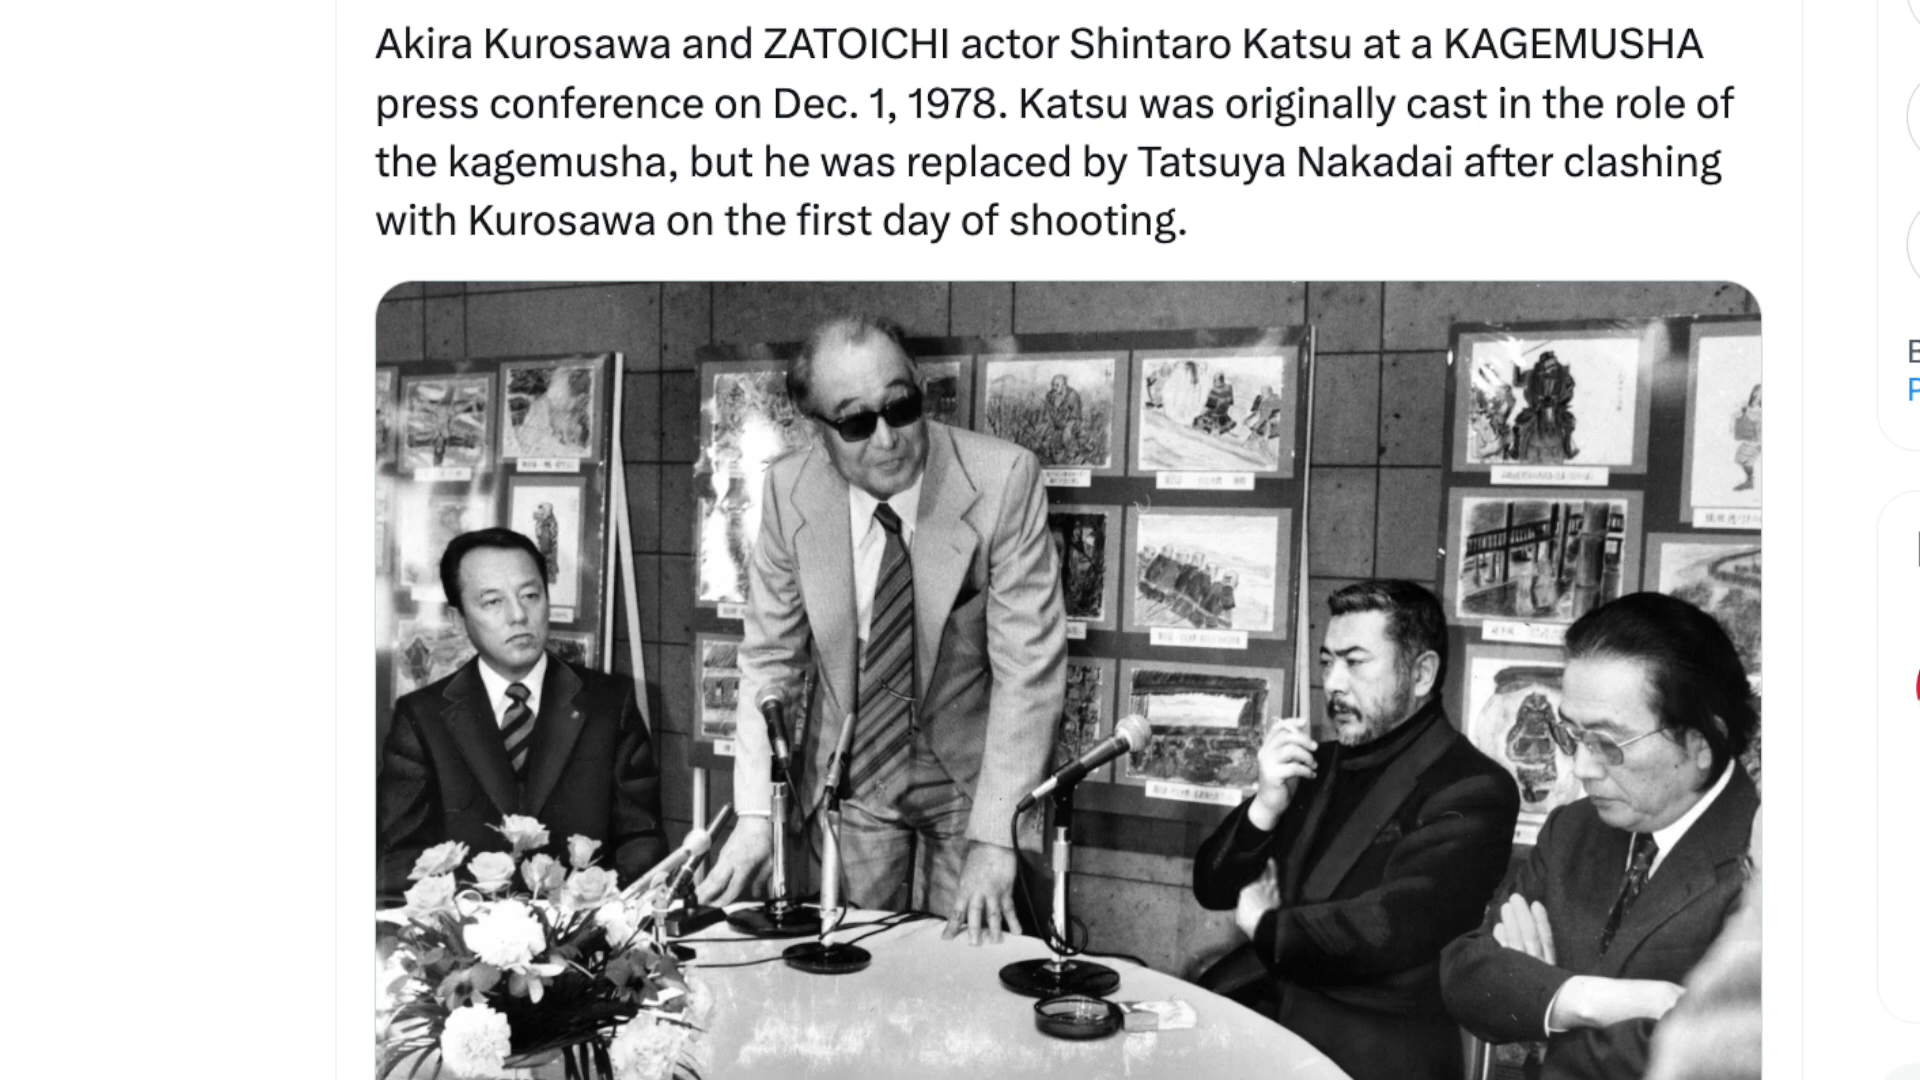 Akira Kurosawa and ZATOICHI actor Shintaro Katsu at a KAGEMUSHA
press conference on Dec. 1, 1978. Katsu was originally cast in the role of
the kagemusha, but he was replaced by Tatsuya Nakadai after clashing
with Kurosawa on the first day of shooting.